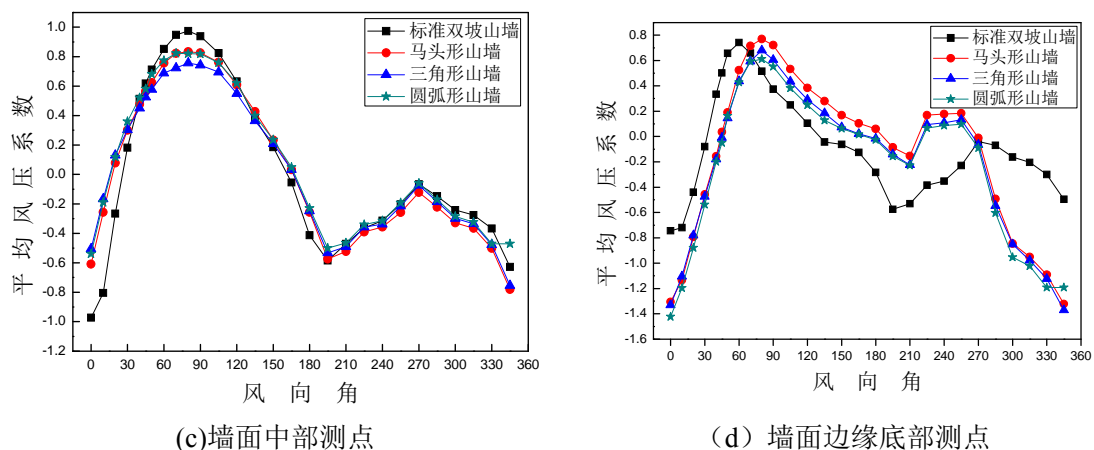 平均风压系数
1.0
0.8
0.6
0.4
0.2
0.0
-0.2
-0.4
-0.6
-0.8
-1.0
-1.2
标准双坡山墙
马头形山墙
三角形山墙
圆弧形山墙
0 30 60 90 120 150 180 210 240 270 300 330 360
风 向 角
(c)墙面中部测点
平均风压系数
0.8
0.6
0.4
0.2
0.0
-0.2
-0.4
-0.6
-0.8
-1.0
-1.2
-1.4
-1.6
标准双坡山墙
马头形山墙
三角形山墙
圆弧形山墙
0 30 60 90 120 150 180 210 240 270 300 330 360
风 向 角
（d）墙面边缘底部测点